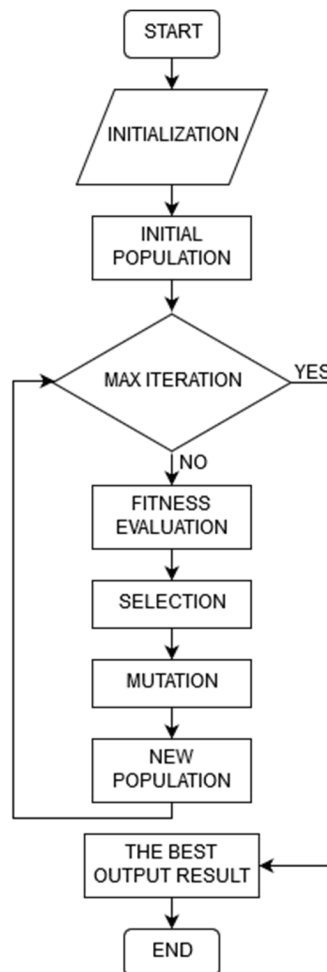 START
INITIALIZATION
INITIAL
POPULATION
MAX ITERATION
YES
NO
FITNESS
EVALUATION
SELECTION
MUTATION
NEW
POPULATION
THE BEST
OUTPUT RESULT
END